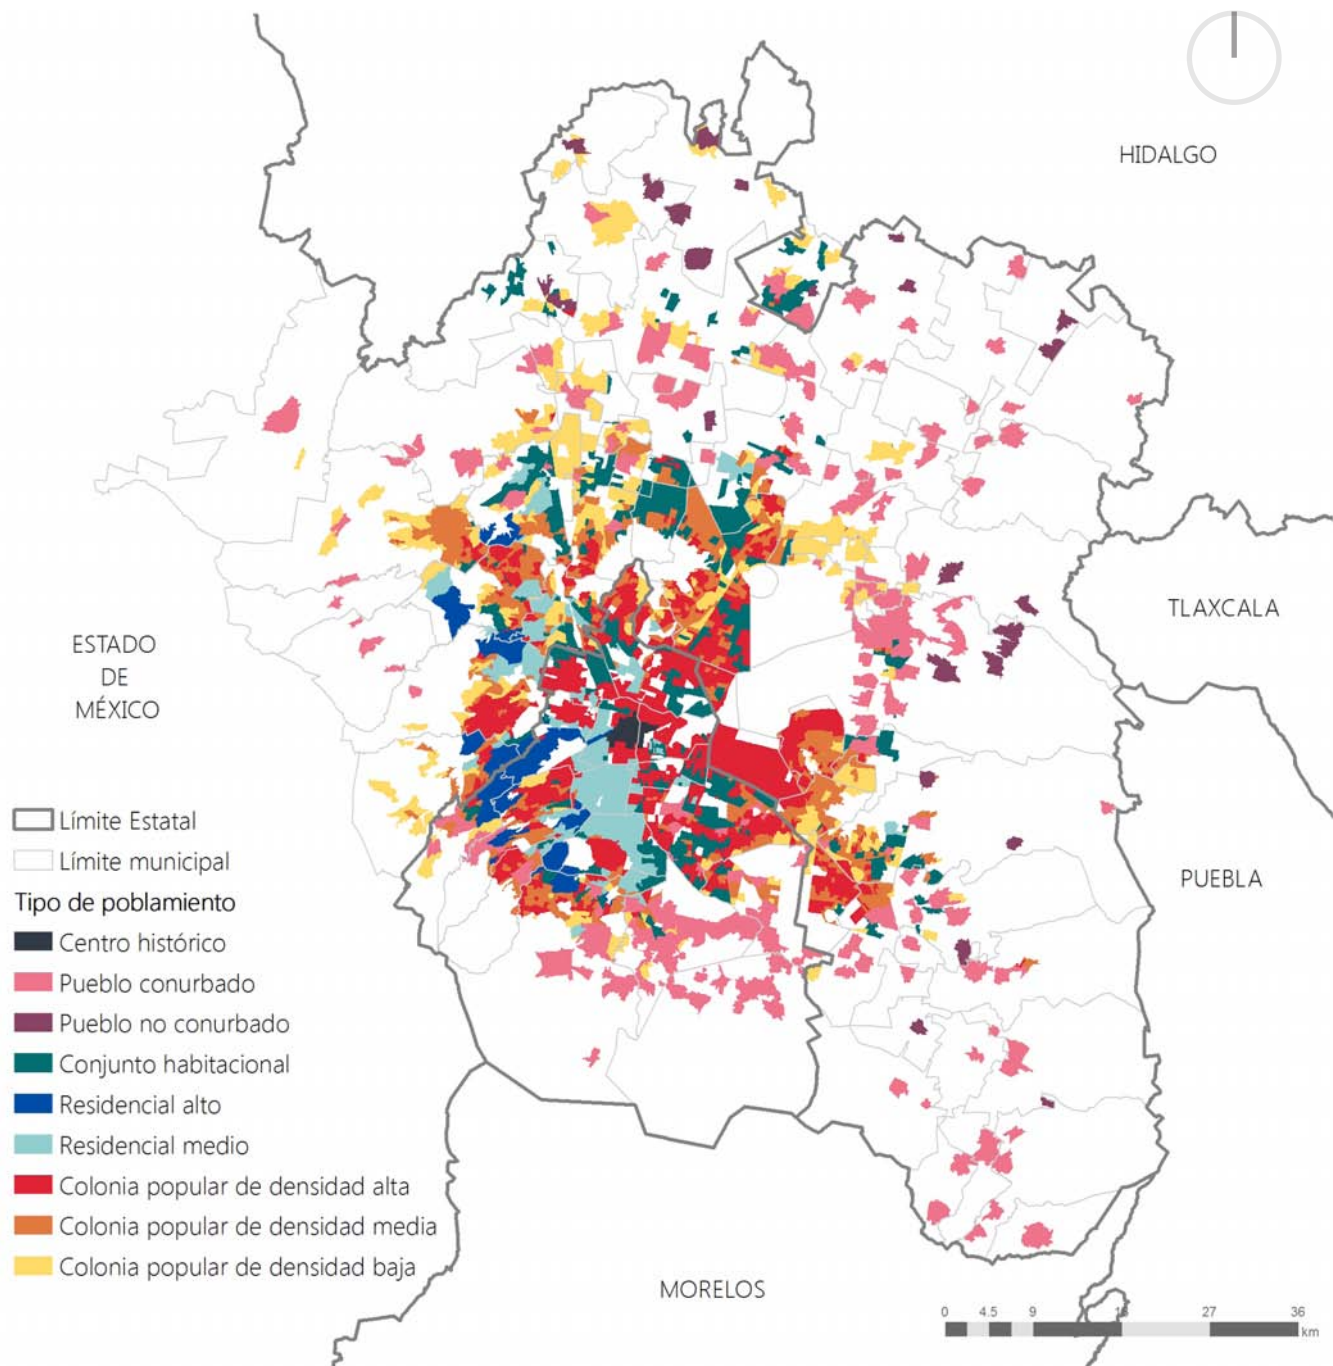 HIDALGO
TLAXCALA
ESTADO
DE
MÉXICO
PUEBLA
MORELOS
Límite Estatal
Límite municipal
Tipo de poblamiento
Centro histórico
Pueblo conurbado
Pueblo no conurbado
Conjunto habitacional
Residencial alto
Residencial medio
Colonia popular de densidad alta
Colonia popular de densidad media
Colonia popular de densidad baja
0 4.5 9 18 27 36
km